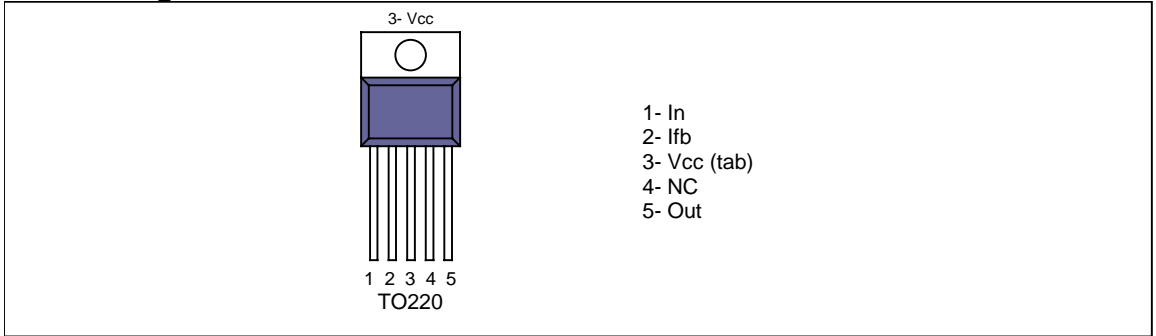 3- Vcc
1- In
2- Ifb
3- Vcc (tab)
4- NC
5- Out
1 2 3 4 5
TO220